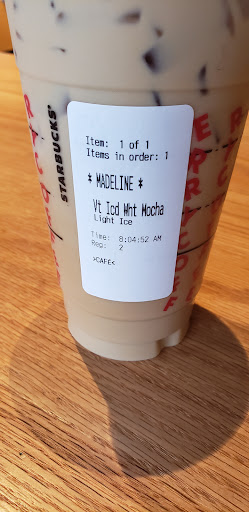 STARBUCKS®
Item: 1 of 1
Items in order: 1
* MADELINE *
Vt Icd Wht Mocha
Light Ice
Time: 8:04:52 AM
Reg: 2
>CAFE<